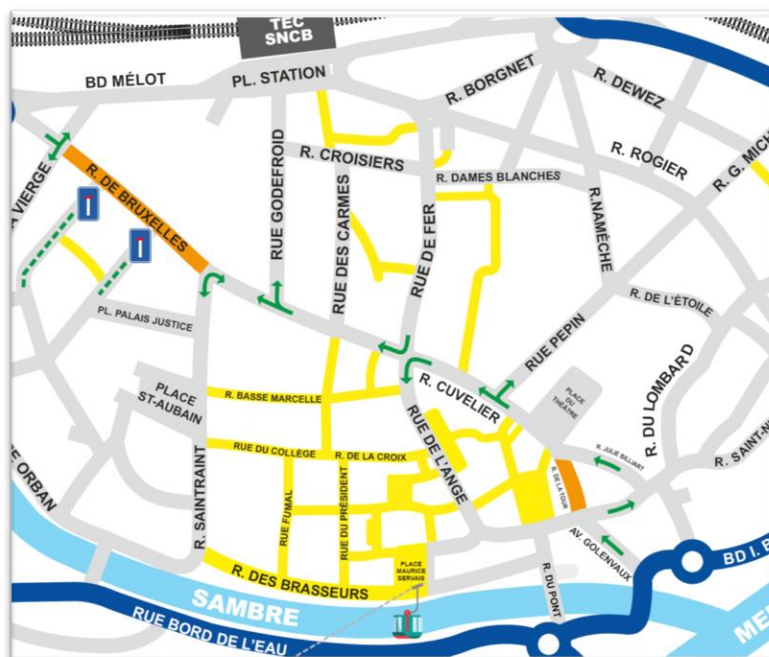 TEC
SNCB
BD MÉLOT
PL. STATION
R. BORGNET
R. DEWEZ
R. ROGIER
R. G. MICH
A VIERGE
R. DE BRUXELLES
RUE GODEFROID
R. CROISIERS
RUE DES CARMES
RUE DE FER
R. DAMES BLANCHES
R.NAMÈCHE
R. DE L'ÉTOILE
PL. PALAIS JUSTICE
PLACE
ST-AUBAIN
R. BASSE MARCELLE
R. CUVELIER
RUE PEPIN
PLACE
DU
THÉATRE
R. DU LOMBARD
RUE DU COLLÈGE
R. DE LA CROIX
RUE DE L'ANGE
R. JULIE BILLIART
R. SAINT-NI
R. DE LA TOUR
E ORBAN
R. SAINTRAINT
RUE FUMAL
RUE DU PRÉSIDENT
R. DES BRASSEURS
PLACE
MAURICE
SERVAIS
AV. GOLENVAUX
R. DU PONT
BD I. B
SAMBRE
RUE BORD DE L'EAU
ME